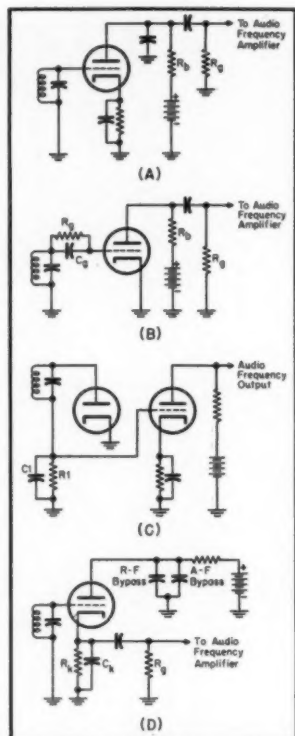 To Audio
Frequency
Amplifier
Rb
Rg
(A)
Rg
Cg
To Audio
Frequency
Amplifier
Rb
Rg
(B)
Audio
Frequency
Output
C1
R1
(C)
R-F
Bypass
A-F
Bypass
Rk
Ck
Rg
To Audio
Frequency
Amplifier
(D)